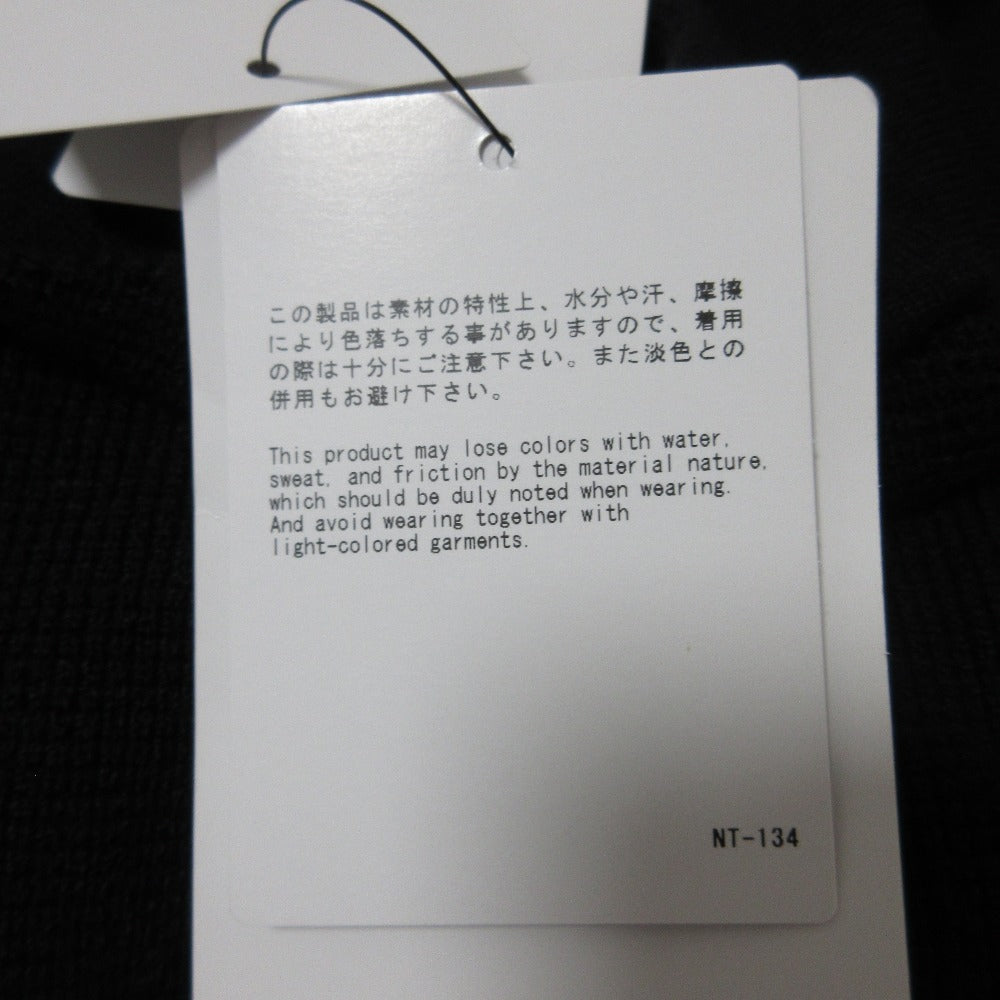 この製品は素材の特性上、水分や汗、摩擦
により色落ちする事がありますので、着用
の際は十分にご注意下さい。また淡色との
併用もお避け下さい。
This product may lose colors with water,
sweat, and friction by the material nature,
which should be duly noted when wearing.
And avoid wearing together with
light-colored garments.
NT-134